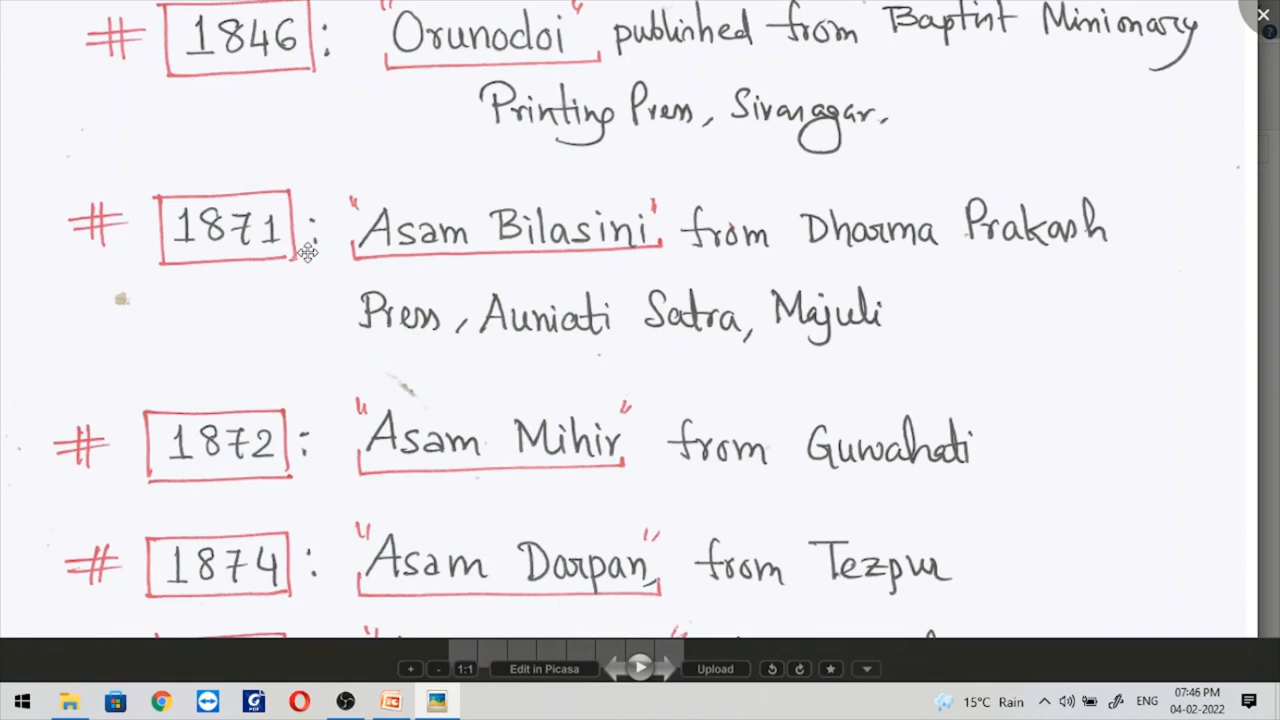 # 1846 : "Orunodoi" published from Baptist Missionary
Printing Press, Sivasagar.
# 1871 : "Asam Bilasini" from Dharma Prakash
Press, Auniati Satra, Majuli
# 1872 : "Asam Mihir" from Guwahati
# 1874 : "Asam Darpan" from Tezpur
+ - 1:1 Edit in Picasa Upload
15°C Rain ENG 07:46 PM
04-02-2022